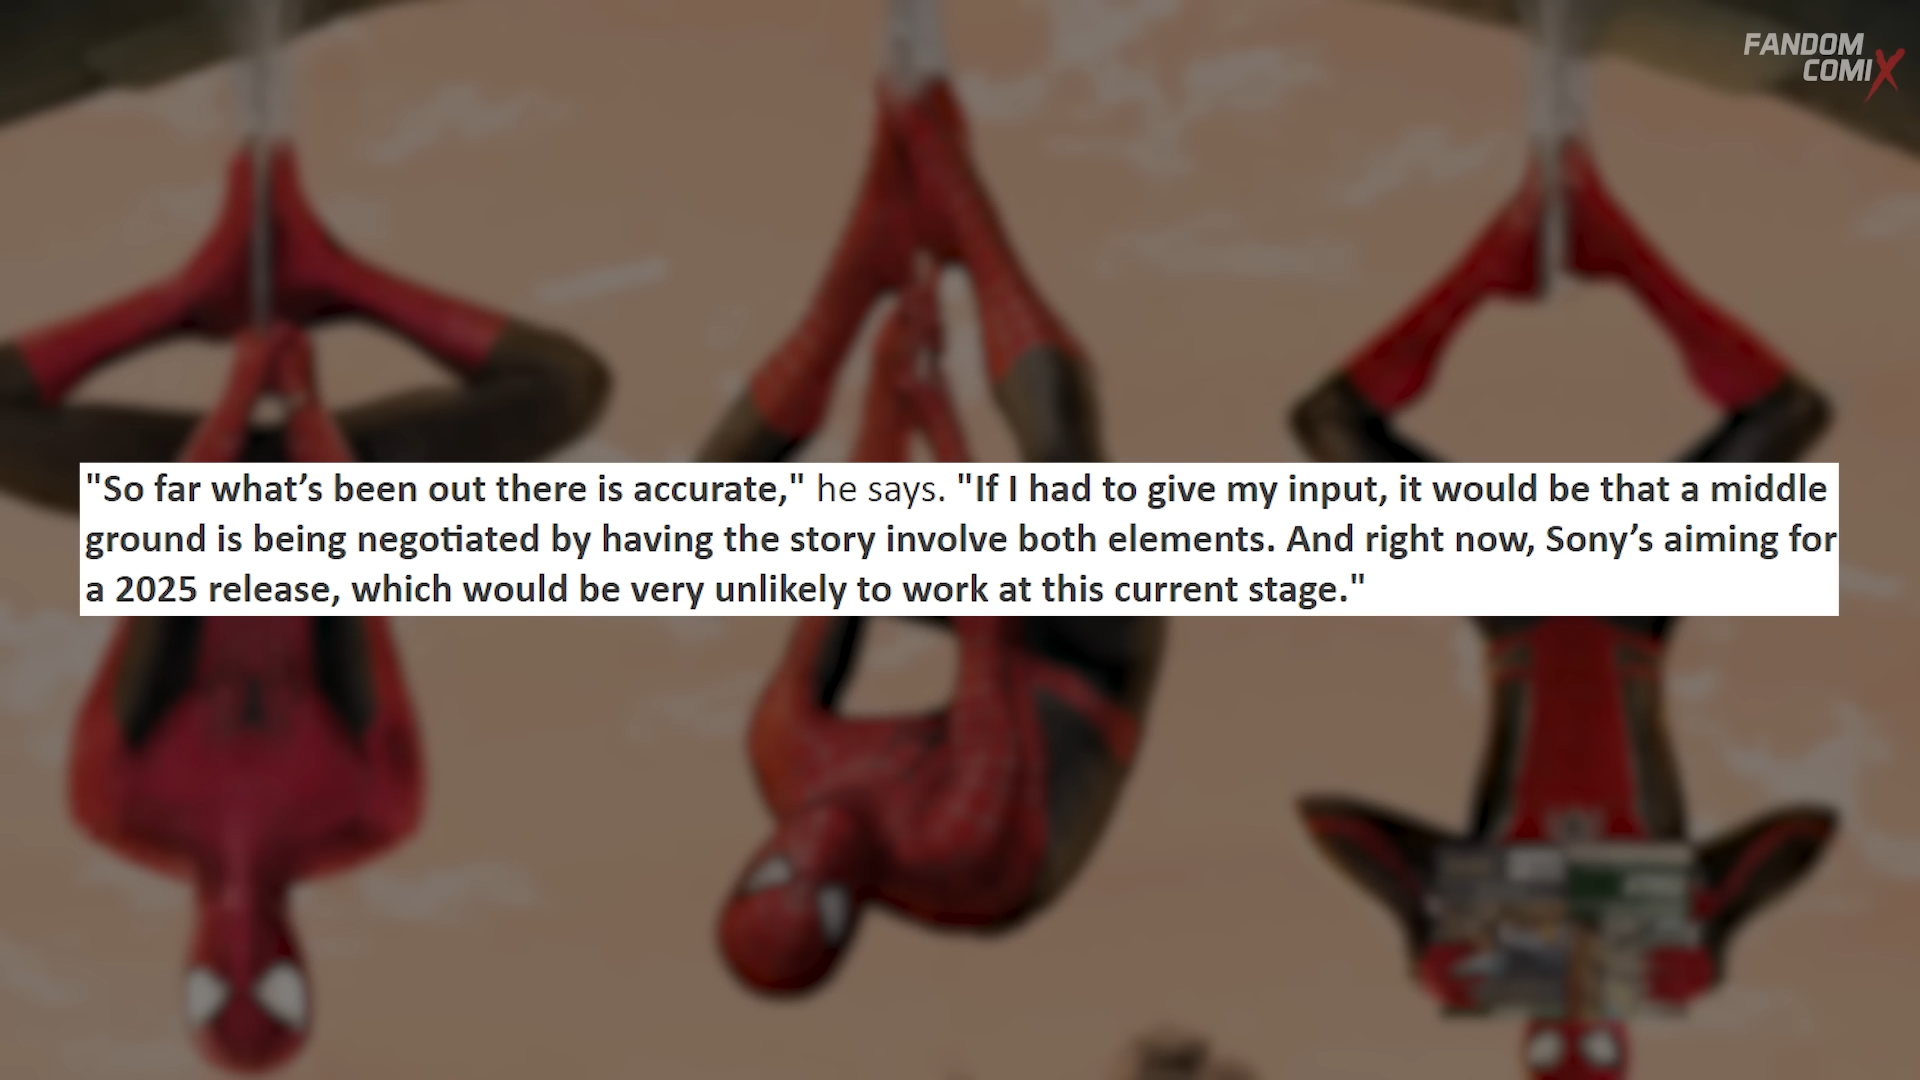 FANDOM
COMIX
"So far what’s been out there is accurate," he says. "If I had to give my input, it would be that a middle
ground is being negotiated by having the story involve both elements. And right now, Sony’s aiming for
a 2025 release, which would be very unlikely to work at this current stage."